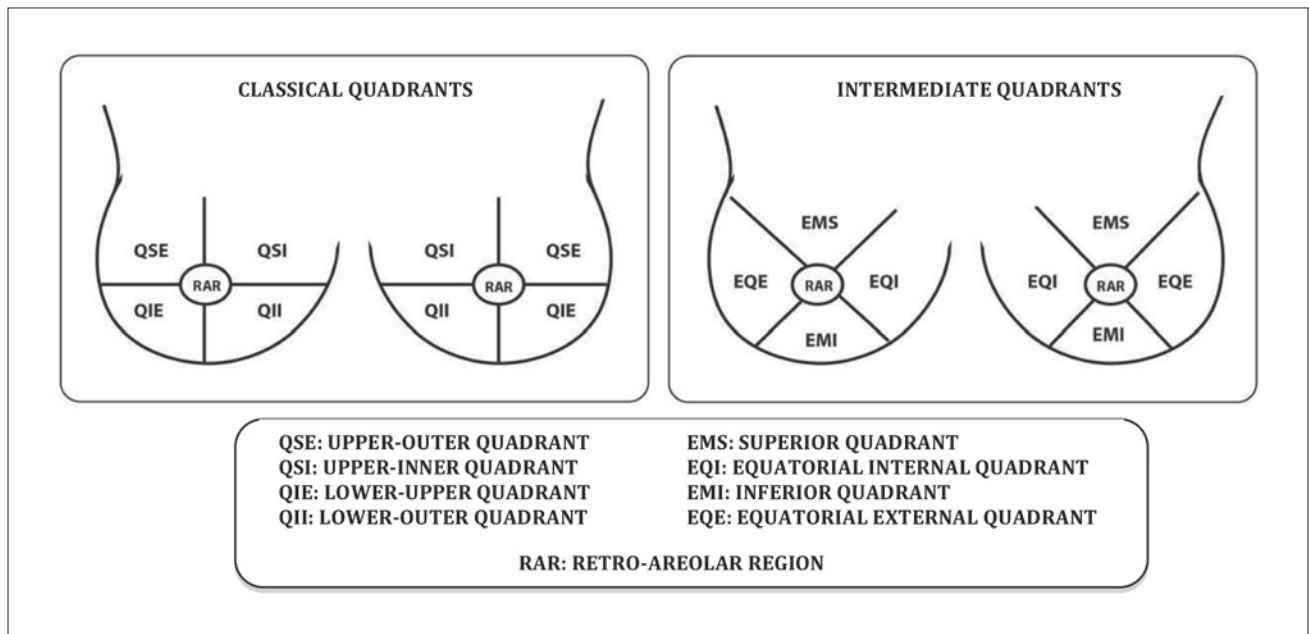 CLASSICAL QUADRANTS
QSE QSI QSI QSE
RAR RAR
QIE QII QII QIE
INTERMEDIATE QUADRANTS
EMS EMS
EQE RAR EQI EQI RAR EQE
EMI EMI
QSE: UPPER-OUTER QUADRANT
QSI: UPPER-INNER QUADRANT
QIE: LOWER-UPPER QUADRANT
QII: LOWER-OUTER QUADRANT
EMS: SUPERIOR QUADRANT
EQI: EQUATORIAL INTERNAL QUADRANT
EMI: INFERIOR QUADRANT
EQE: EQUATORIAL EXTERNAL QUADRANT
RAR: RETRO-AREOLAR REGION